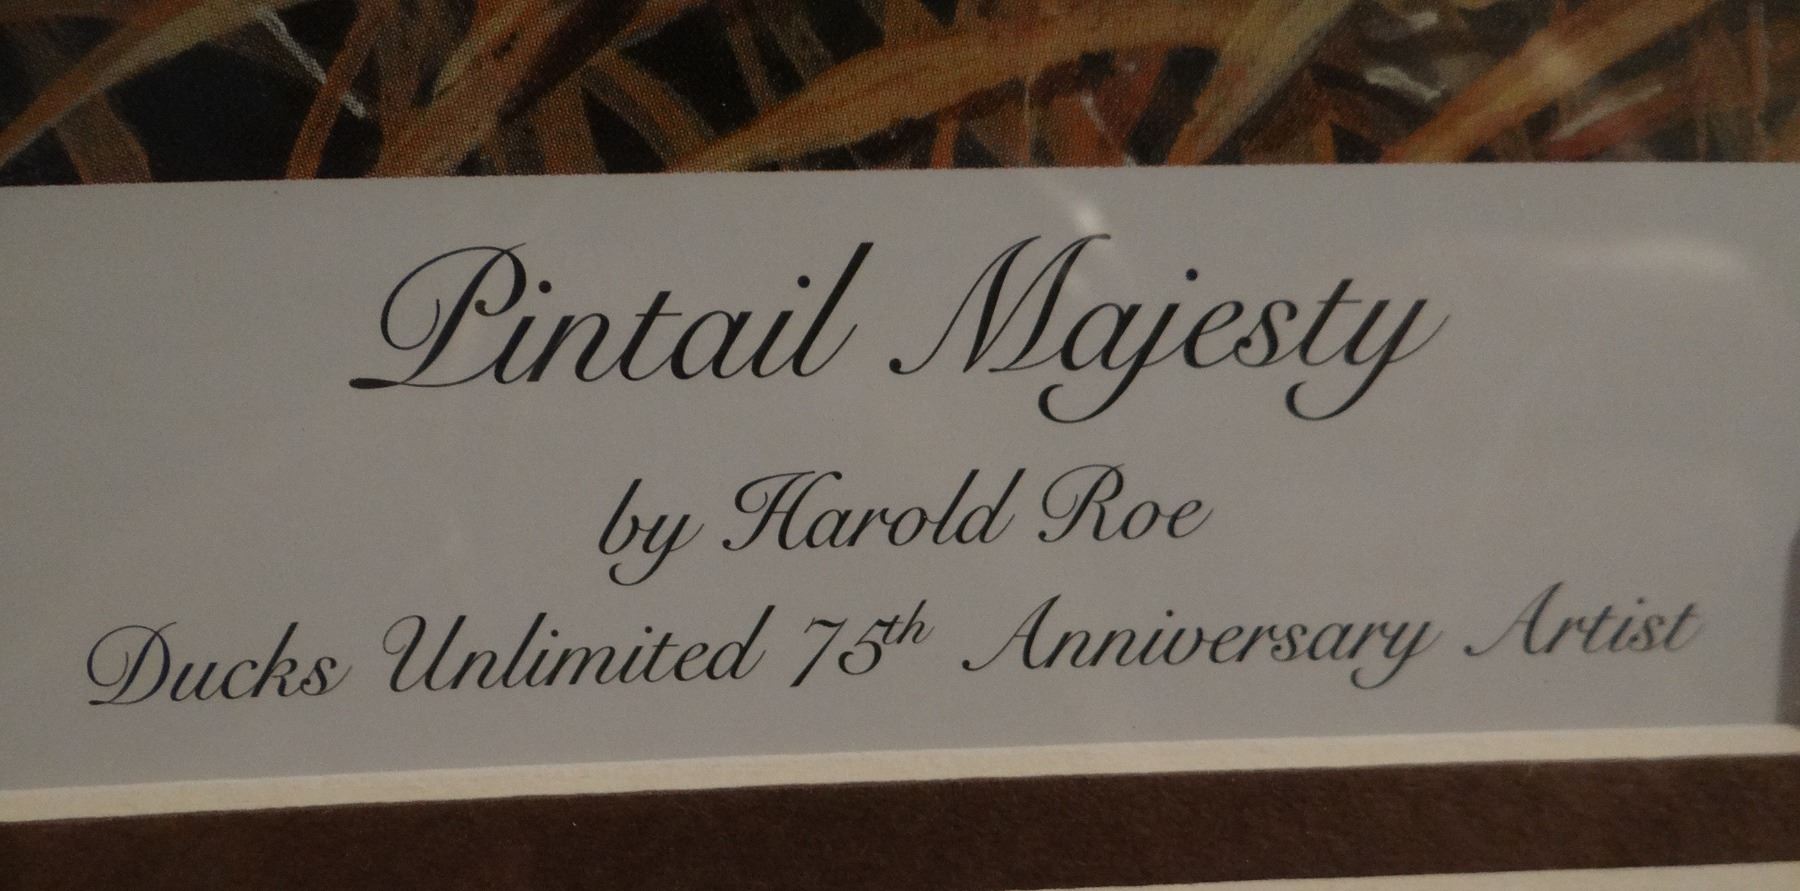 Pintail Majesty
by Harold Roe
Ducks Unlimited 75th Anniversary Artist